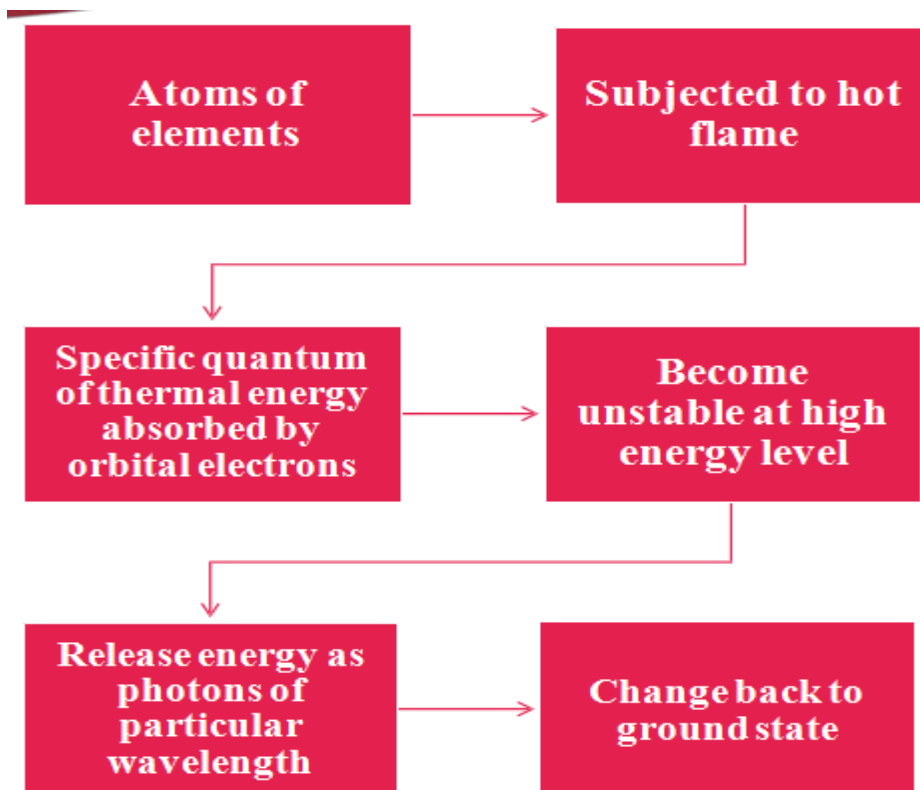 Atoms of
elements
Subjected to hot
flame
Specific quantum
of thermal energy
absorbed by
orbital electrons
Become
unstable at high
energy level
Release energy as
photons of
particular
wavelength
Change back to
ground state